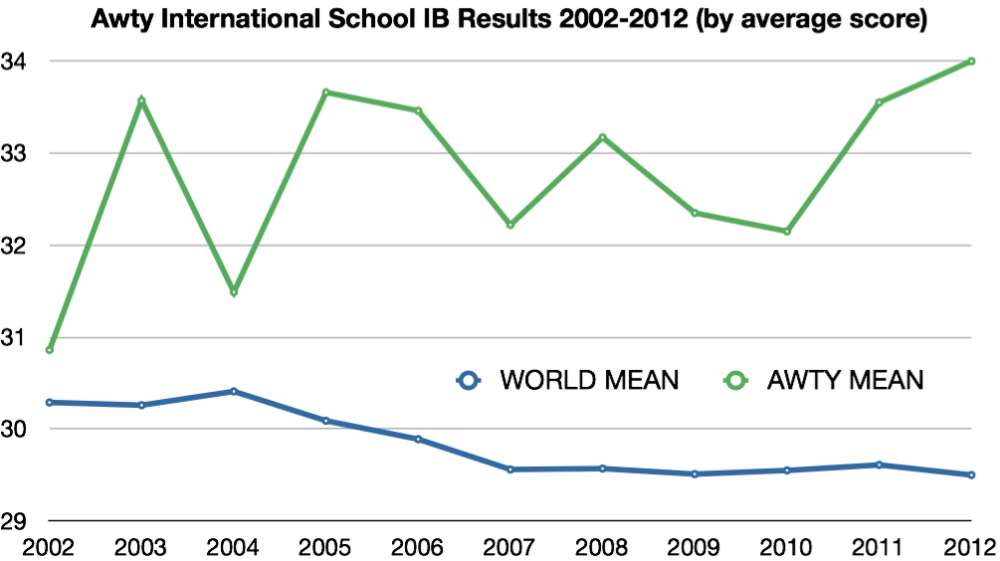 Awty International School IB Results 2002-2012 (by average score)
34
33
32
31
WORLD MEAN AWTY MEAN
30
29
2002 2003 2004 2005 2006 2007 2008 2009 2010 2011 2012